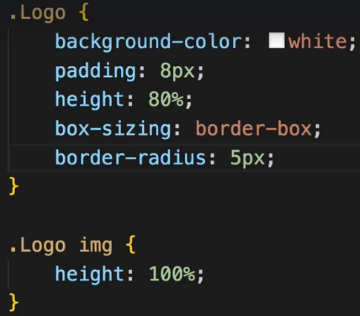 .Logo {
background-color: white;
padding: 8px;
height: 80%;
box-sizing: border-box;
border-radius: 5px;
}
.Logo img {
height: 100%;
}